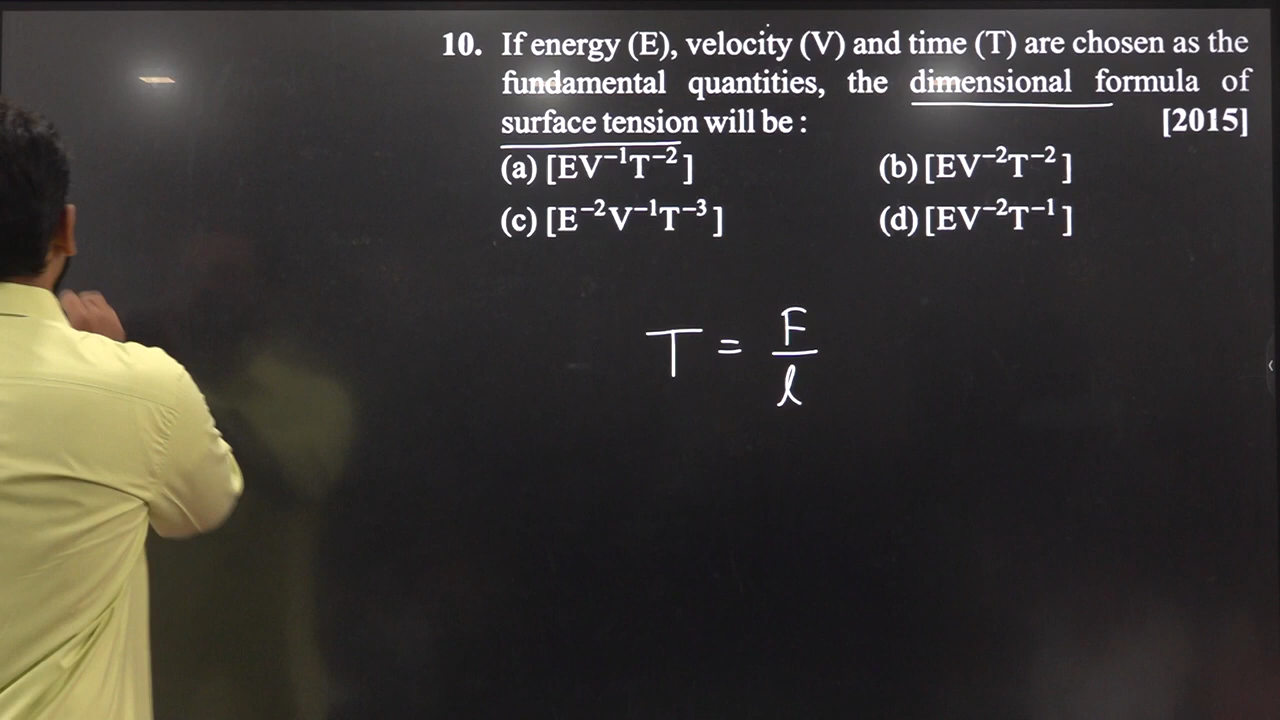 10. If energy (E), velocity (V) and time (T) are chosen as the
fundamental quantities, the dimensional formula of
surface tension will be : [2015]
(a) [EV⁻¹T⁻²] (b) [EV⁻²T⁻²]
(c) [E⁻²V⁻¹T⁻³] (d) [EV⁻²T⁻¹]
T = F/l